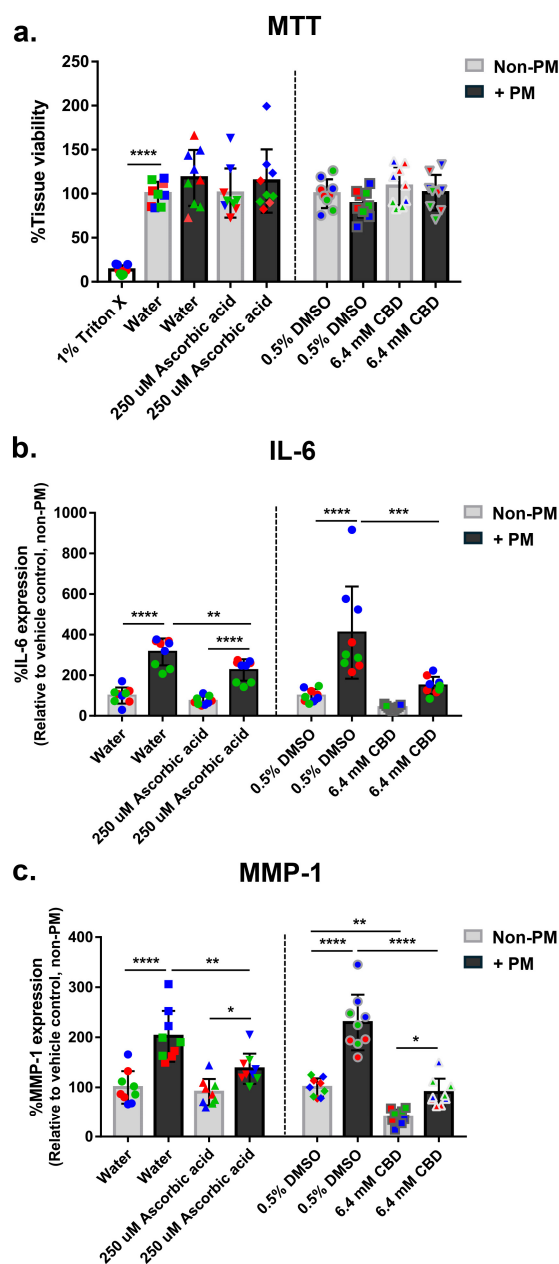 a.
MTT
%Tissue viability
250
200
150
100
50
0
****
Non-PM
+ PM
1% Triton X
Water
Water
250 uM Ascorbic acid
250 uM Ascorbic acid
0.5% DMSO
0.5% DMSO
6.4 mM CBD
6.4 mM CBD
b.
IL-6
%IL-6 expression
(Relative to vehicle control, non-PM)
1000
800
600
400
200
0
****
**
****
****
***
Non-PM
+ PM
Water
Water
250 uM Ascorbic acid
250 uM Ascorbic acid
0.5% DMSO
0.5% DMSO
6.4 mM CBD
6.4 mM CBD
c.
MMP-1
%MMP-1 expression
(Relative to vehicle control, non-PM)
400
300
200
100
0
****
**
*
**
****
****
*
Non-PM
+ PM
Water
Water
250 uM Ascorbic acid
250 uM Ascorbic acid
0.5% DMSO
0.5% DMSO
6.4 mM CBD
6.4 mM CBD